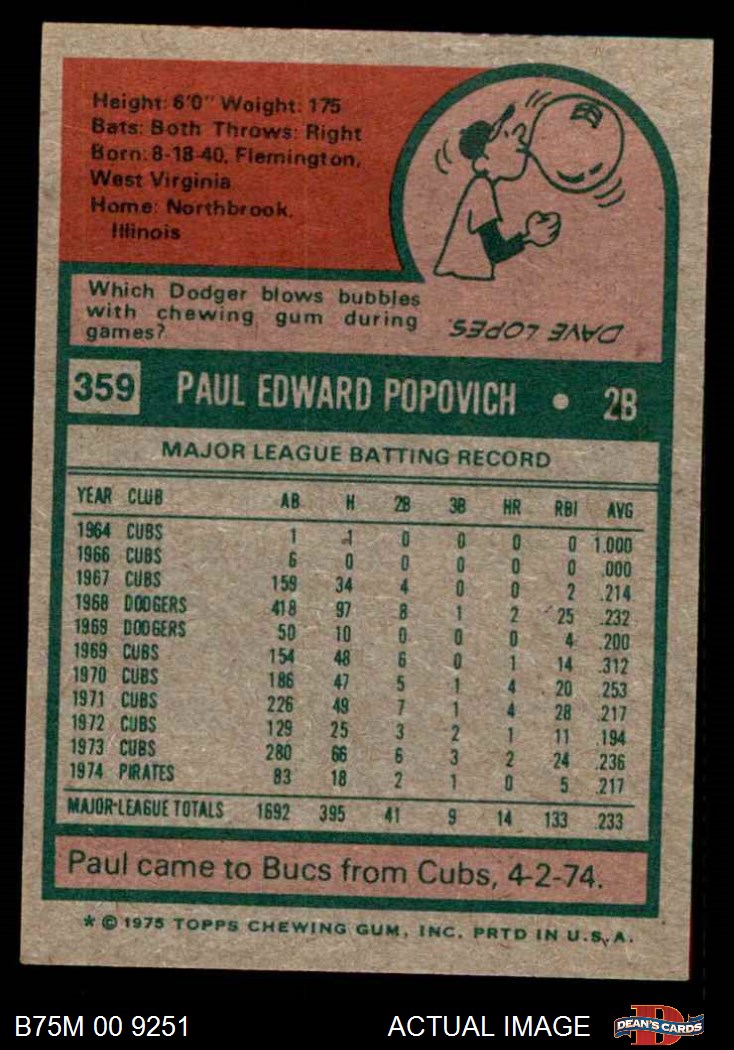 Height: 6'0" Weight: 175
Bats: Both Throws: Right
Born: 8-18-40, Flemington,
West Virginia
Home: Northbrook,
Illinois
Which Dodger blows bubbles
with chewing gum during
games?
DAVE LOPES
359 PAUL EDWARD POPOVICH • 2B
MAJOR LEAGUE BATTING RECORD
YEAR CLUB AB H 2B 3B HR RBI AVG
1964 CUBS 1 1 0 0 0 0 1.000
1966 CUBS 6 0 0 0 0 0 .000
1967 CUBS 159 34 4 0 0 2 .214
1968 DODGERS 418 97 8 1 2 25 .232
1969 DODGERS 50 10 0 0 0 4 .200
1969 CUBS 154 48 6 0 1 14 .312
1970 CUBS 186 47 5 1 4 20 .253
1971 CUBS 226 49 7 1 4 28 .217
1972 CUBS 129 25 3 2 1 11 .194
1973 CUBS 280 66 6 3 2 24 .236
1974 PIRATES 83 18 2 1 0 5 .217
MAJOR-LEAGUE TOTALS 1692 395 41 9 14 133 .233
Paul came to Bucs from Cubs, 4-2-74.
* © 1975 TOPPS CHEWING GUM, INC. PRTD IN U.S.A.
B75M 00 9251 ACTUAL IMAGE
DEAN'S CARDS